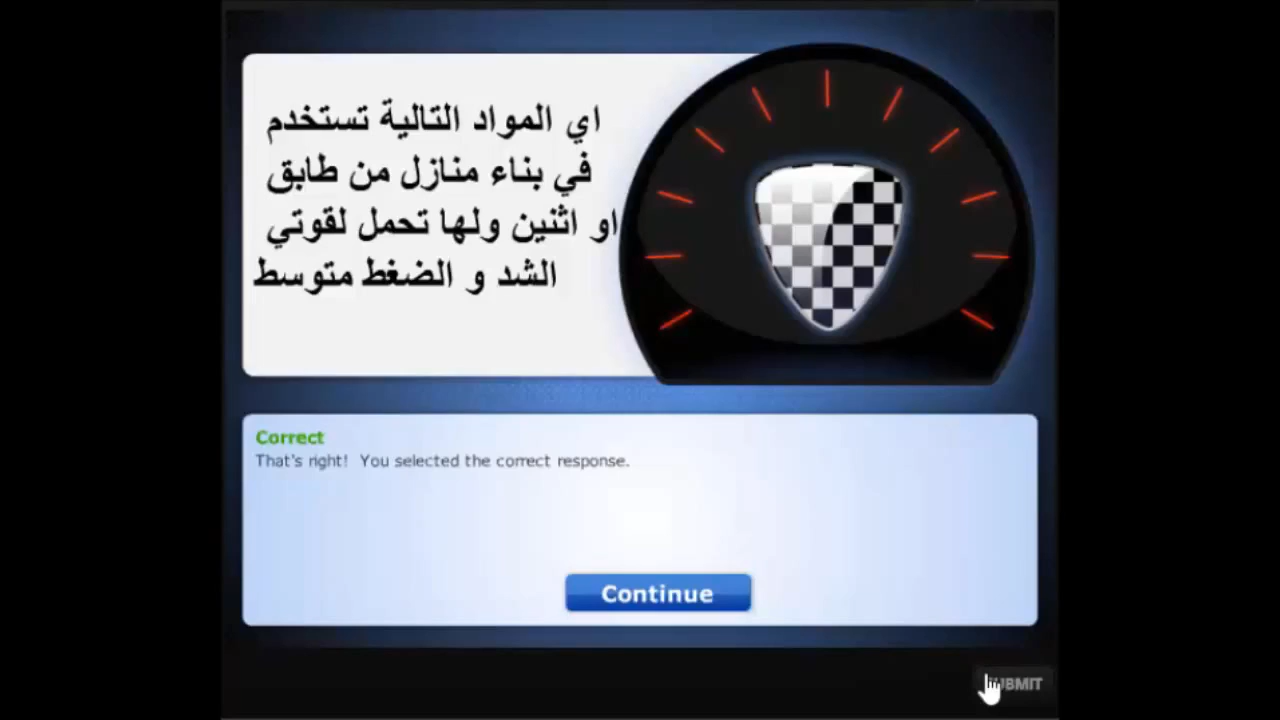 اي المواد التالية تستخدم
في بناء منازل من طابق
او اثنين ولها تحمل لقوتي
الشد و الضغط متوسط
Correct
That's right! You selected the correct response.
Continue
SUBMIT